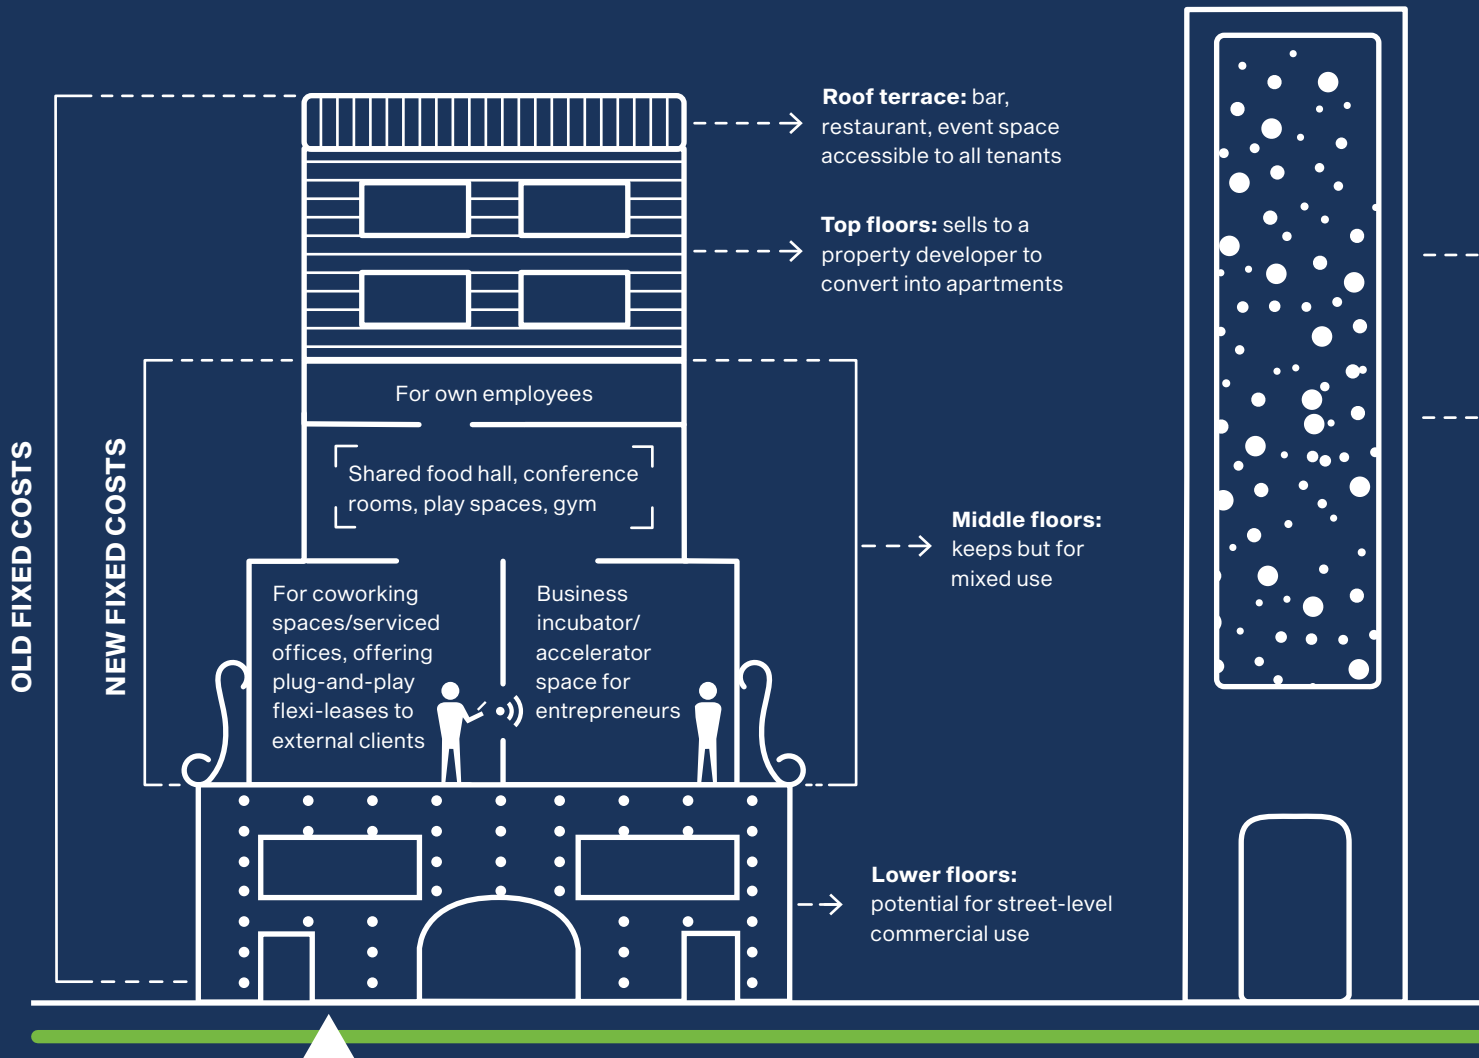 Roof terrace: bar,
restaurant, event space
accessible to all tenants
Top floors: sells to a
property developer to
convert into apartments
OLD FIXED COSTS
NEW FIXED COSTS
For own employees
Shared food hall, conference
rooms, play spaces, gym
Middle floors:
keeps but for
mixed use
For coworking
spaces/serviced
offices, offering
plug-and-play
flexi-leases to
external clients
Business
incubator/
accelerator
space for
entrepreneurs
Lower floors:
potential for street-level
commercial use